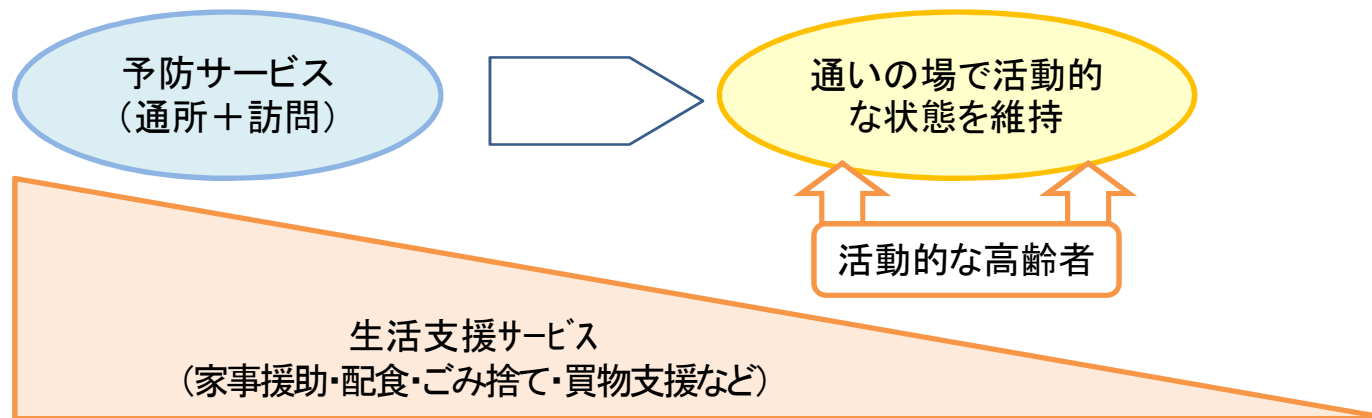 予防サービス
（通所＋訪問）
通いの場で活動的
な状態を維持
活動的な高齢者
生活支援ｻｰﾋﾞｽ
（家事援助・配食・ごみ捨て・買物支援など）